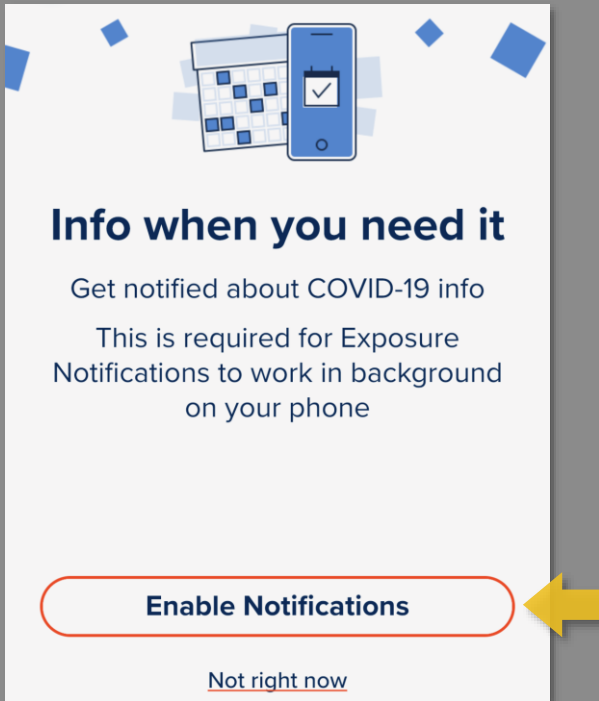 Info when you need it
Get notified about COVID-19 info
This is required for Exposure
Notifications to work in background
on your phone
Enable Notifications
Not right now